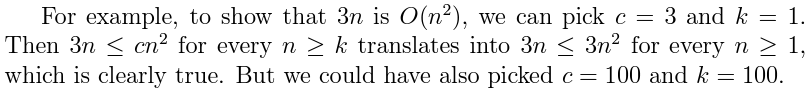 For example, to show that 3n is O(n²), we can pick c = 3 and k = 1.
Then 3n ≤ cn² for every n ≥ k translates into 3n ≤ 3n² for every n ≥ 1,
which is clearly true. But we could have also picked c = 100 and k = 100.